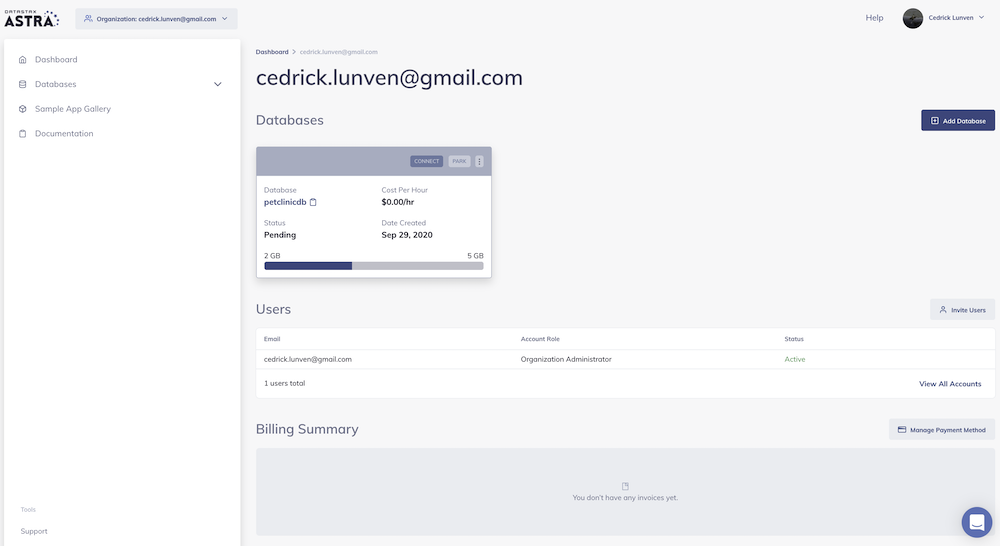 DATASTAX
ASTRA
Organization: cedrick.lunven@gmail.com
Help
Cedrick Lunven
Dashboard
Databases
Sample App Gallery
Documentation
Tools
Support
Dashboard > cedrick.lunven@gmail.com
cedrick.lunven@gmail.com
Databases
Add Database
CONNECT PARK
Database Cost Per Hour
petclinicdb $0.00/hr
Status Date Created
Pending Sep 29, 2020
2 GB 5 GB
Users
Invite Users
Email Account Role Status
cedrick.lunven@gmail.com Organization Administrator Active
1 users total View All Accounts
Billing Summary
Manage Payment Method
You don't have any invoices yet.